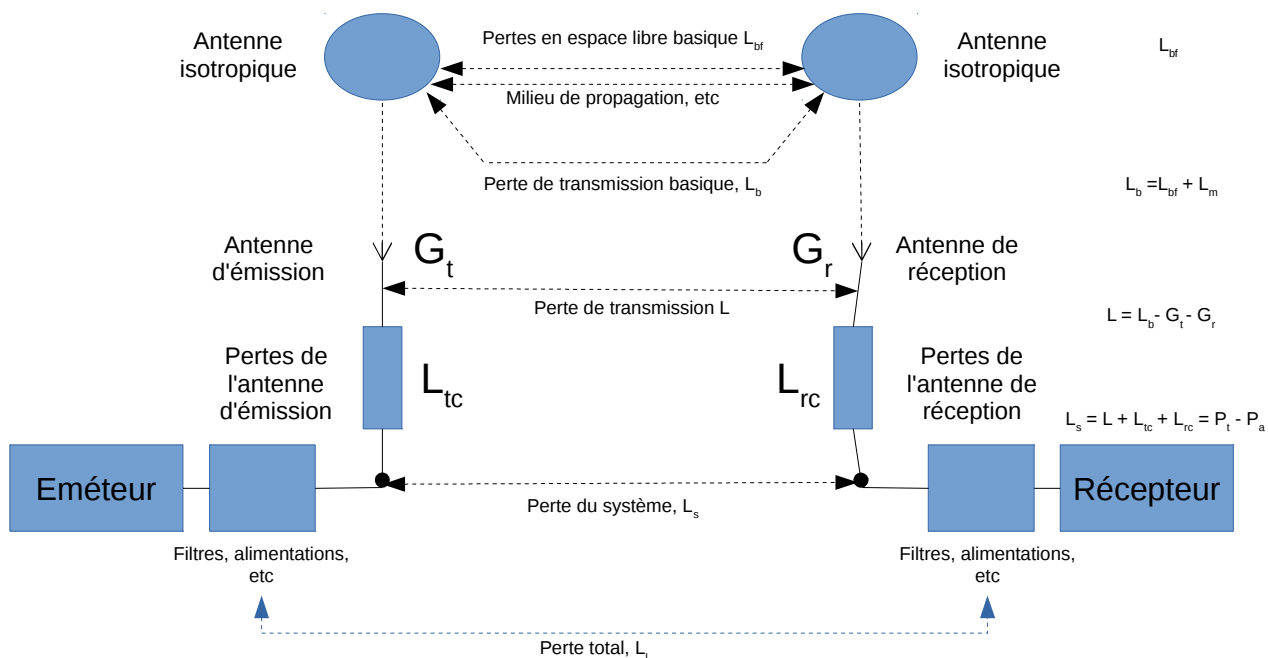 Antenne
isotropique
Pertes en espace libre basique L_bf
Milieu de propagation, etc
Antenne
isotropique
L_bf
Perte de transmission basique, L_b
L_b =L_bf + L_m
Antenne
d'émission
G_t
G_r
Antenne de
réception
Perte de transmission L
L = L_b- G_t - G_r
Pertes de
l'antenne
d'émission
L_tc
L_rc
Pertes de
l'antenne de
réception
L_s = L + L_tc + L_rc = P_t - P_a
Eméteur
Perte du système, L_s
Récepteur
Filtres, alimentations,
etc
Filtres, alimentations,
etc
Perte total, L